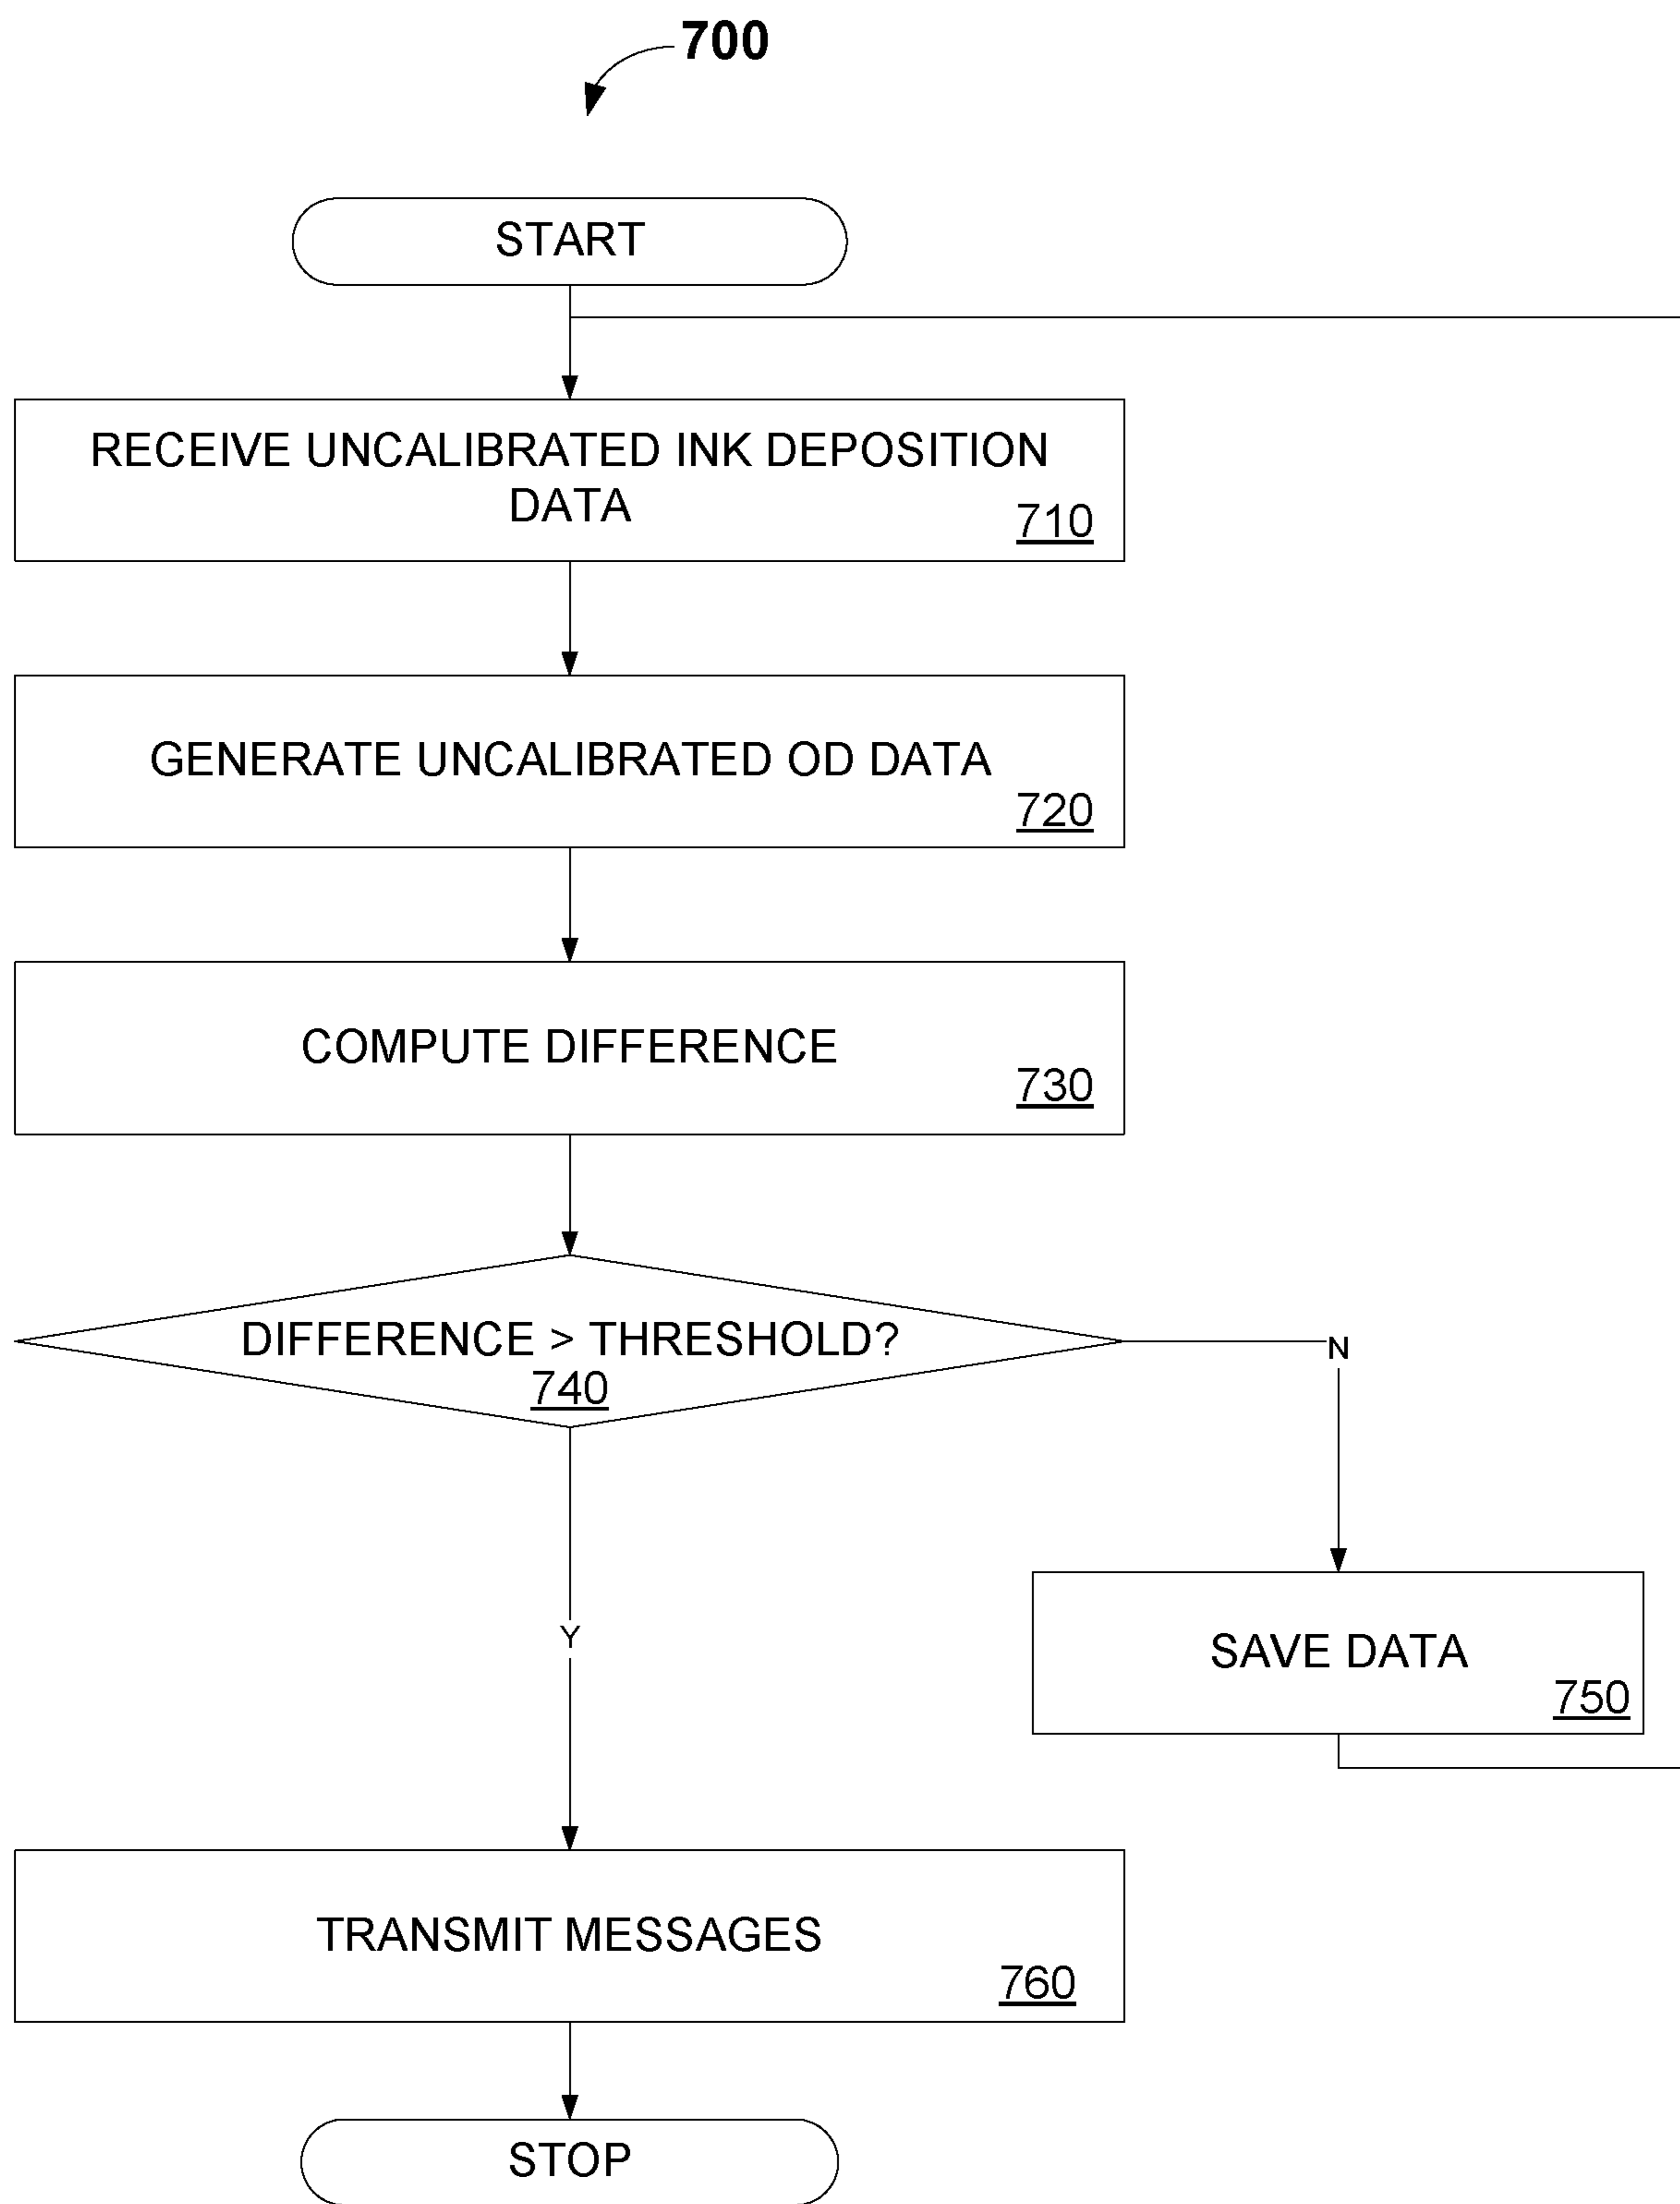 700
START
RECEIVE UNCALIBRATED INK DEPOSITION
DATA
710
GENERATE UNCALIBRATED OD DATA
720
COMPUTE DIFFERENCE
730
DIFFERENCE > THRESHOLD?
740
N
Y
SAVE DATA
750
TRANSMIT MESSAGES
760
STOP